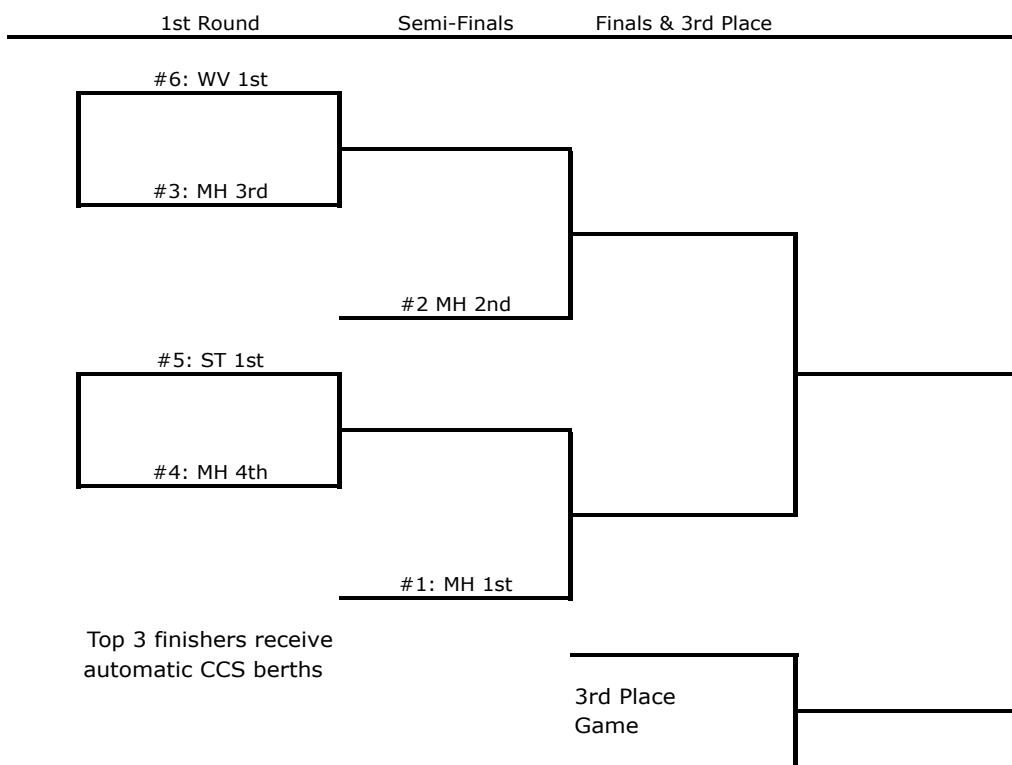 1st Round Semi-Finals Finals & 3rd Place
#6: WV 1st
#3: MH 3rd
#2 MH 2nd
#5: ST 1st
#4: MH 4th
#1: MH 1st
Top 3 finishers receive
automatic CCS berths
3rd Place
Game